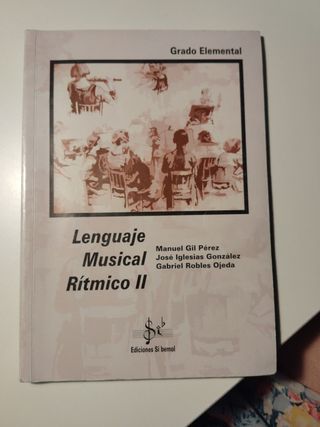 Grado Elemental
Lenguaje
Musical
Rítmico II
Manuel Gil Pérez
José Iglesias González
Gabriel Robles Ojeda
Ediciones Si bemol